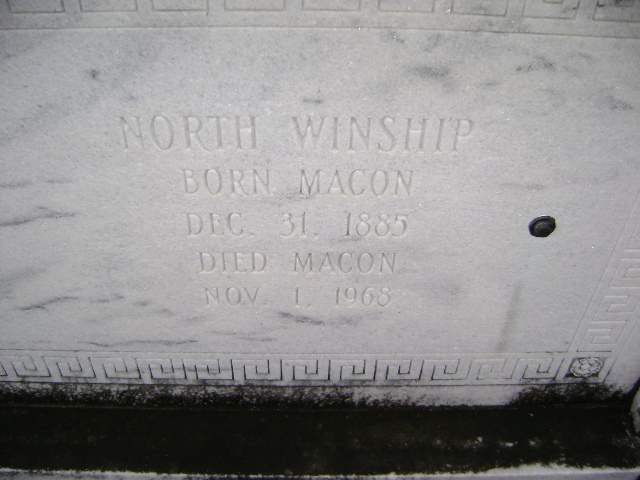 NORTH WINSHIP
BORN MACON
DEC. 31, 1885
DIED MACON
NOV. 1, 1968